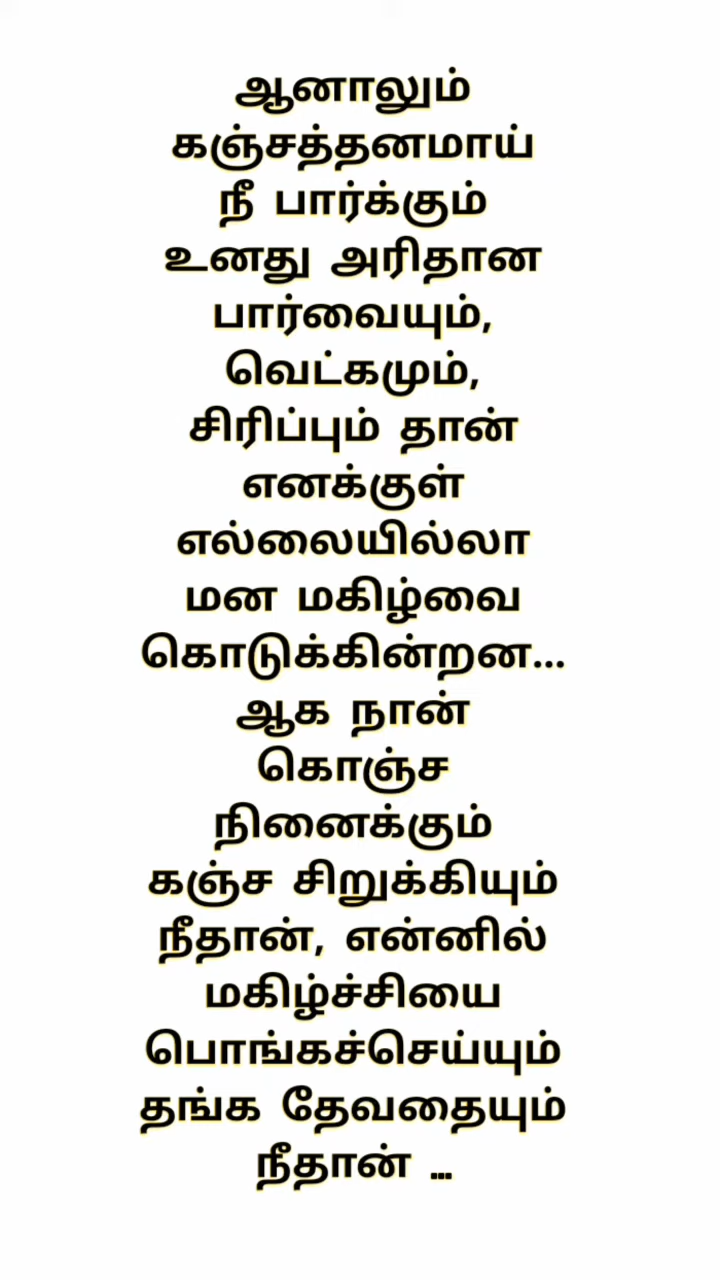 ஆனாலும்
கஞ்சத்தனமாய்
நீ பார்க்கும்
உனது அரிதான
பார்வையும்,
வெட்கமும்,
சிரிப்பும் தான்
எனக்குள்
எல்லையில்லா
மன மகிழ்வை
கொடுக்கின்றன...
ஆக நான்
கொஞ்ச
நினைக்கும்
கஞ்ச சிறுக்கியும்
நீதான், என்னில்
மகிழ்ச்சியை
பொங்கச்செய்யும்
தங்க தேவதையும்
நீதான் ...